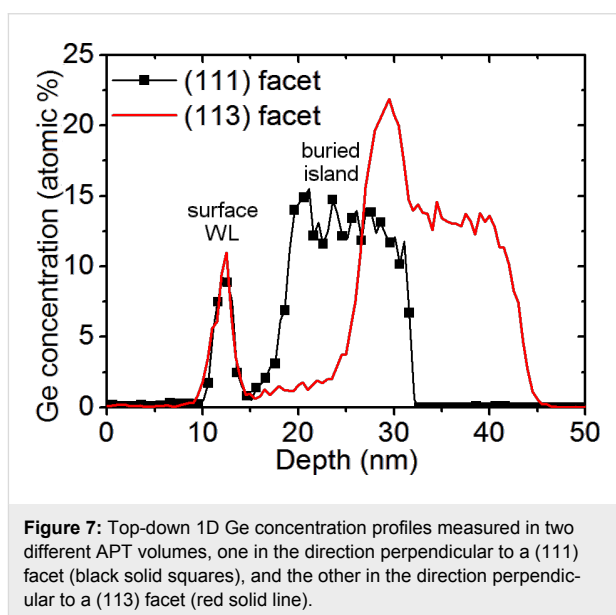 25
20
15
10
5
0
Ge concentration (atomic %)
(111) facet
(113) facet
buried
island
surface
WL
0 10 20 30 40 50
Depth (nm)
Figure 7: Top-down 1D Ge concentration profiles measured in two
different APT volumes, one in the direction perpendicular to a (111)
facet (black solid squares), and the other in the direction perpendic-
ular to a (113) facet (red solid line).